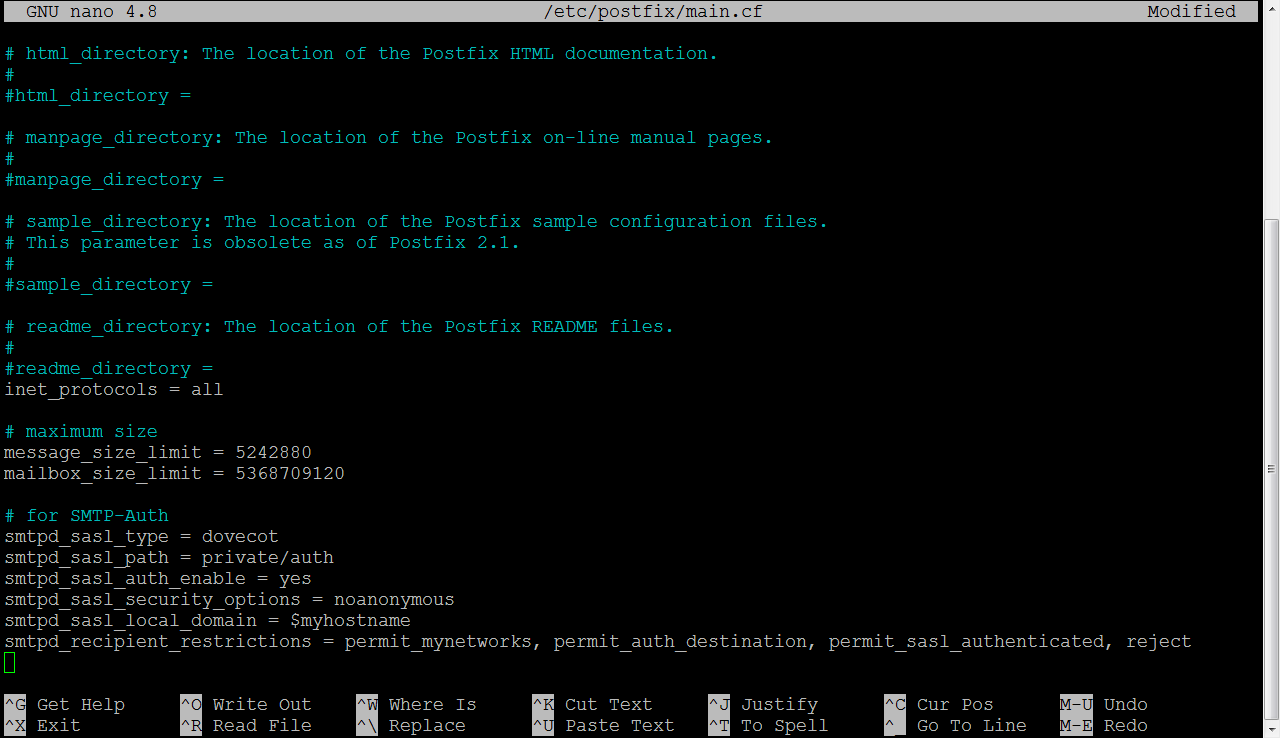 GNU nano 4.8 /etc/postfix/main.cf Modified
# html_directory: The location of the Postfix HTML documentation.
#
#html_directory =
# manpage_directory: The location of the Postfix on-line manual pages.
#
#manpage_directory =
# sample_directory: The location of the Postfix sample configuration files.
# This parameter is obsolete as of Postfix 2.1.
#
#sample_directory =
# readme_directory: The location of the Postfix README files.
#
#readme_directory =
inet_protocols = all
# maximum size
message_size_limit = 5242880
mailbox_size_limit = 5368709120
# for SMTP-Auth
smtpd_sasl_type = dovecot
smtpd_sasl_path = private/auth
smtpd_sasl_auth_enable = yes
smtpd_sasl_security_options = noanonymous
smtpd_sasl_local_domain = $myhostname
smtpd_recipient_restrictions = permit_mynetworks, permit_auth_destination, permit_sasl_authenticated, reject
^G Get Help ^O Write Out ^W Where Is ^K Cut Text ^J Justify ^C Cur Pos M-U Undo
^X Exit ^R Read File ^\ Replace ^U Paste Text ^T To Spell ^_ Go To Line M-E Redo